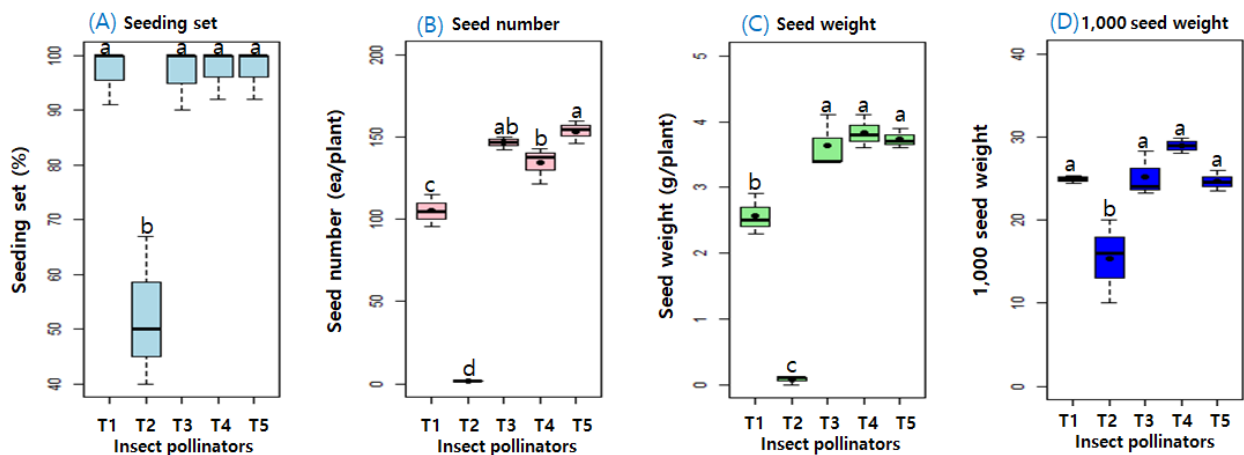 (A) Seeding set
Seeding set (%)
100
90
80
70
60
50
40
a
b
a
a
a
T1 T2 T3 T4 T5
Insect pollinators
(B) Seed number
Seed number (ea/plant)
200
150
100
50
0
c
d
ab
b
a
T1 T2 T3 T4 T5
Insect pollinators
(C) Seed weight
Seed weight (g/plant)
5
4
3
2
1
0
b
c
a
a
a
T1 T2 T3 T4 T5
Insect pollinators
(D) 1,000 seed weight
1,000 seed weight
40
30
20
10
0
a
b
a
a
a
T1 T2 T3 T4 T5
Insect pollinators